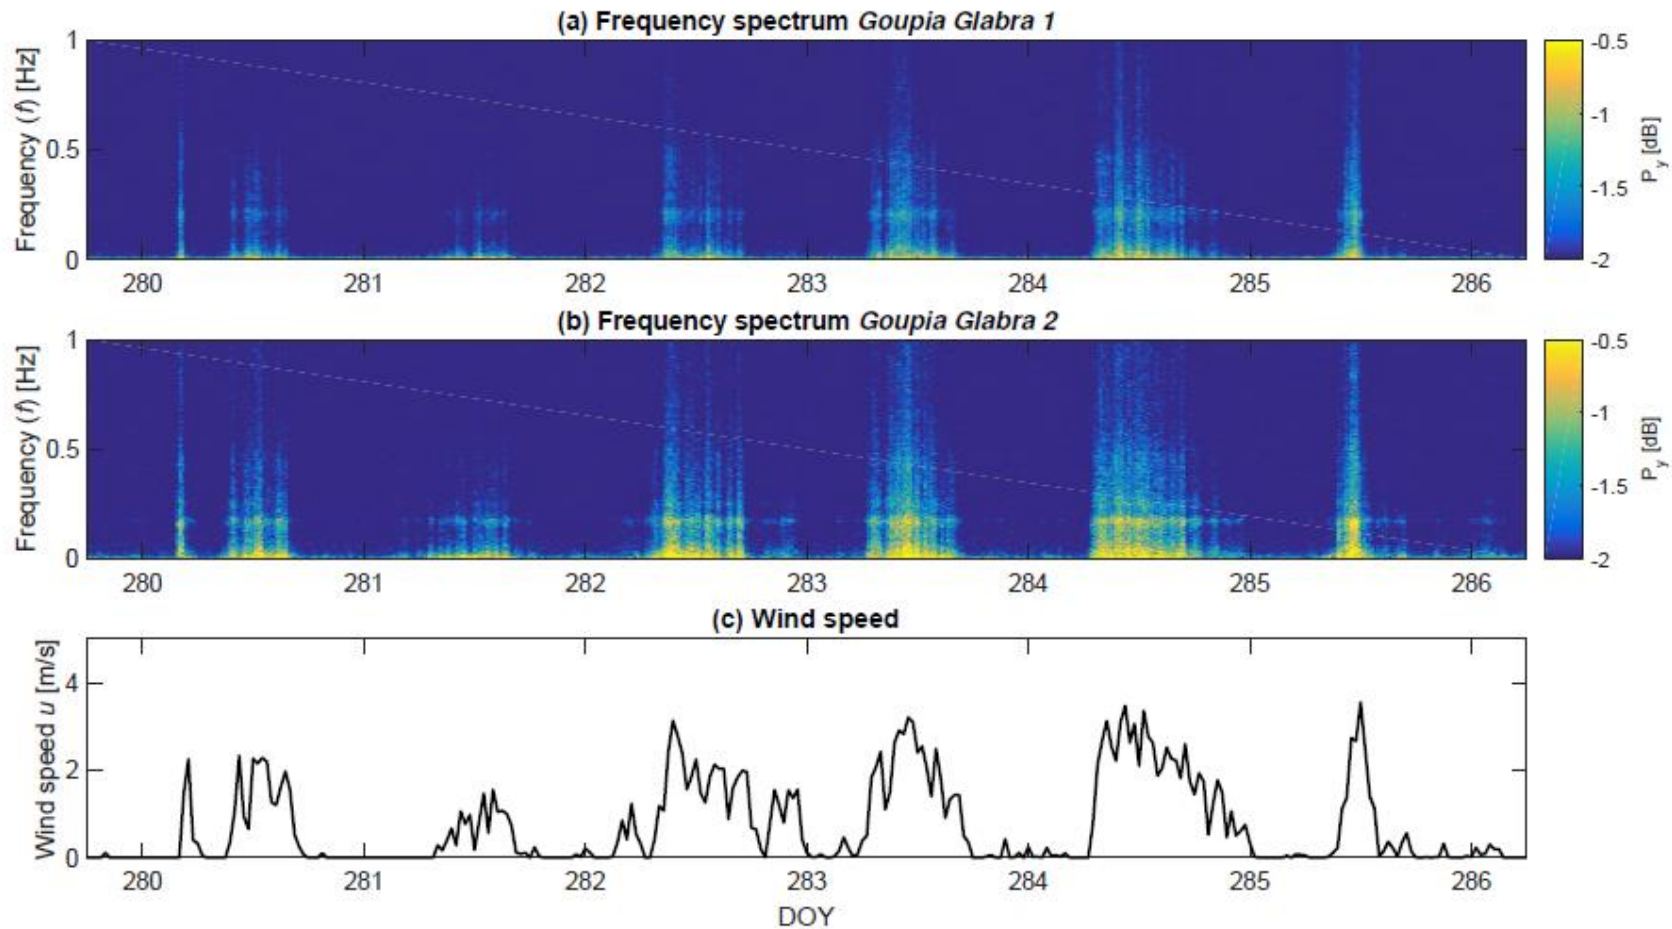 (a) Frequency spectrum Goupia Glabra 1
Frequency (f) [Hz]
1
0.5
0
280 281 282 283 284 285 286
-0.5
-1
-1.5
-2
P_y [dB]
(b) Frequency spectrum Goupia Glabra 2
Frequency (f) [Hz]
1
0.5
0
280 281 282 283 284 285 286
-0.5
-1
-1.5
-2
P_y [dB]
(c) Wind speed
Wind speed u [m/s]
4
2
0
280 281 282 283 284 285 286
DOY